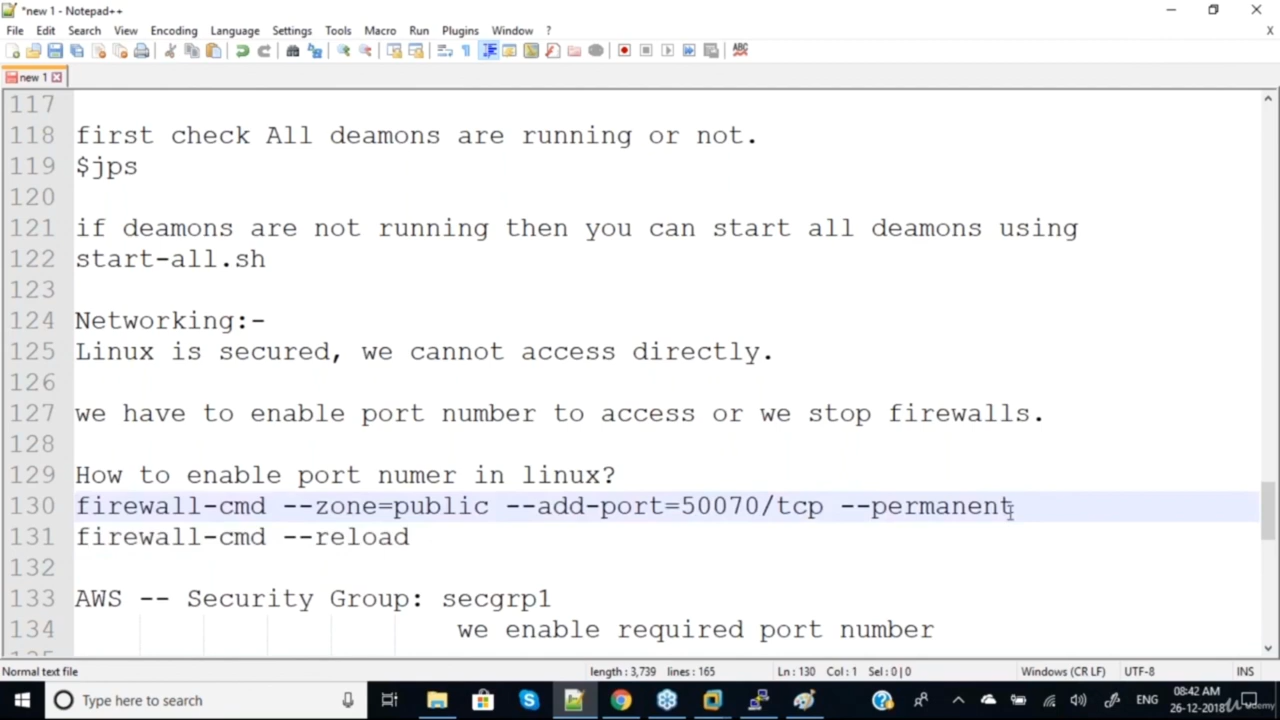 *new 1 - Notepad++
File Edit Search View Encoding Language Settings Tools Macro Run Plugins Window ? X
new 1
117
118 first check All deamons are running or not.
119 $jps
120
121 if deamons are not running then you can start all deamons using
122 start-all.sh
123
124 Networking:-
125 Linux is secured, we cannot access directly.
126
127 we have to enable port number to access or we stop firewalls.
128
129 How to enable port numer in linux?
130 firewall-cmd --zone=public --add-port=50070/tcp --permanent
131 firewall-cmd --reload
132
133 AWS -- Security Group: secgrp1
134 we enable required port number
Normal text file length : 3,739 lines : 165 Ln : 130 Col : 1 Sel : 0 | 0 Windows (CR LF) UTF-8 INS
Type here to search ENG 08:42 AM
26-12-2018
Udemy